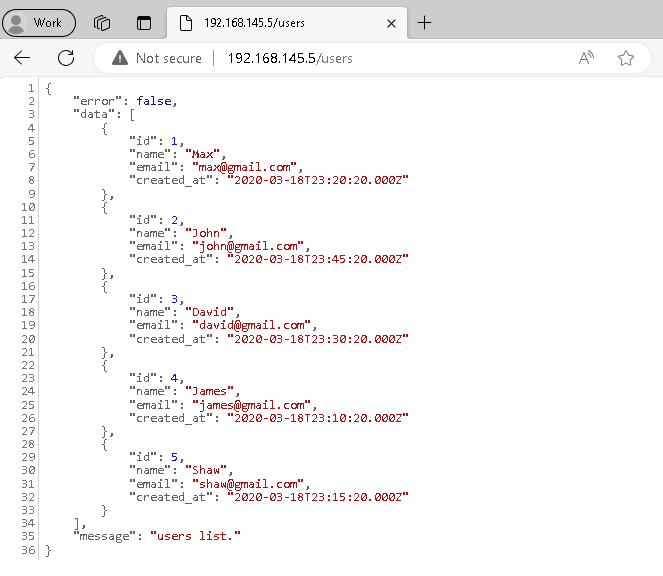 Work
192.168.145.5/users
Not secure 192.168.145.5/users
1 {
2 "error": false,
3 "data": [
4 {
5 "id": 1,
6 "name": "Max",
7 "email": "max@gmail.com",
8 "created_at": "2020-03-18T23:20:20.000Z"
9 },
10 {
11 "id": 2,
12 "name": "John",
13 "email": "john@gmail.com",
14 "created_at": "2020-03-18T23:45:20.000Z"
15 },
16 {
17 "id": 3,
18 "name": "David",
19 "email": "david@gmail.com",
20 "created_at": "2020-03-18T23:30:20.000Z"
21 },
22 {
23 "id": 4,
24 "name": "James",
25 "email": "james@gmail.com",
26 "created_at": "2020-03-18T23:10:20.000Z"
27 },
28 {
29 "id": 5,
30 "name": "Shaw",
31 "email": "shaw@gmail.com",
32 "created_at": "2020-03-18T23:15:20.000Z"
33 }
34 ],
35 "message": "users list."
36 }